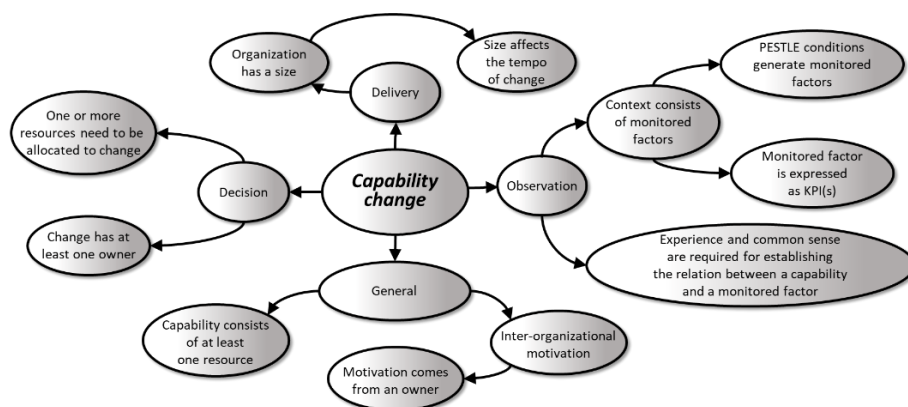 Organization
has a size
Size affects
the tempo
of change
Delivery
PESTLE conditions
generate monitored
factors
Context consists
of monitored
factors
One or more
resources need to be
allocated to change
Decision
Capability
change
Observation
Monitored factor
is expressed
as KPI(s)
Change has at
least one owner
Experience and common sense
are required for establishing
the relation between a capability
and a monitored factor
General
Capability consists
of at least
one resource
Inter-organizational
motivation
Motivation comes
from an owner